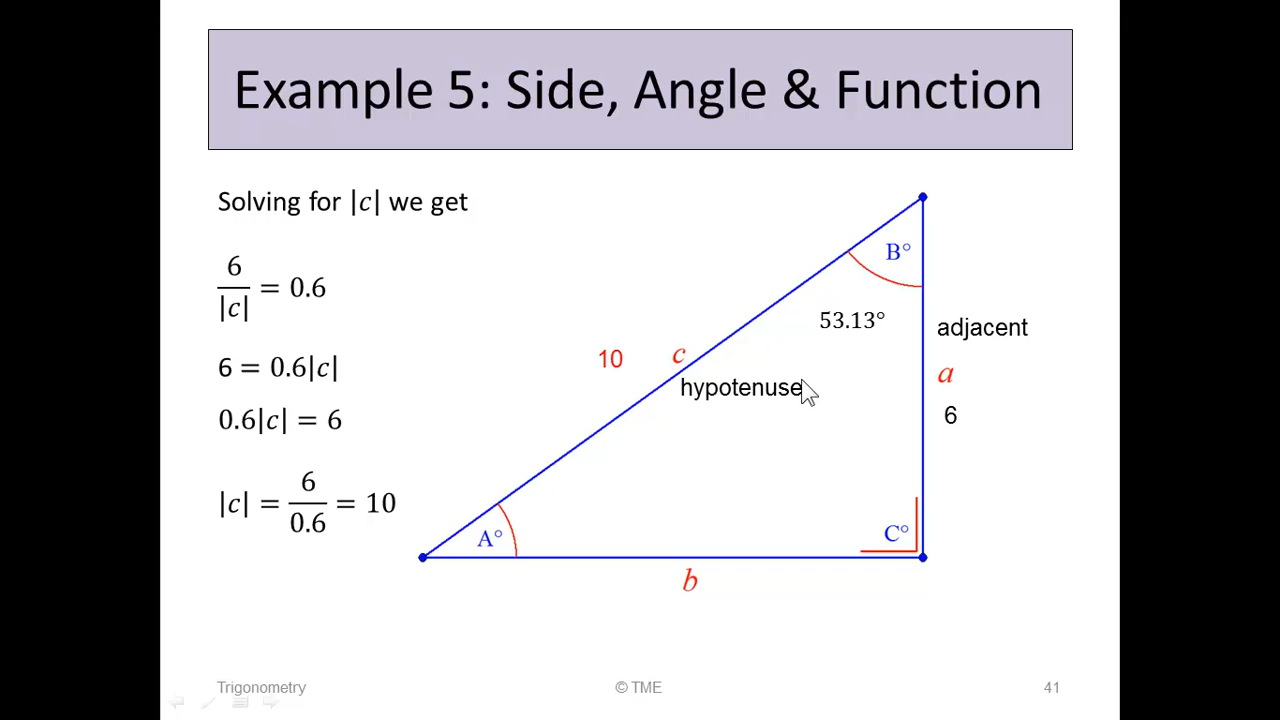 Example 5: Side, Angle & Function
Solving for |c| we get
6/|c| = 0.6
6 = 0.6|c|
0.6|c| = 6
|c| = 6/0.6 = 10
B°
53.13°
adjacent
10
c
a
hypotenuse
6
A°
C°
b
Trigonometry
© TME
41